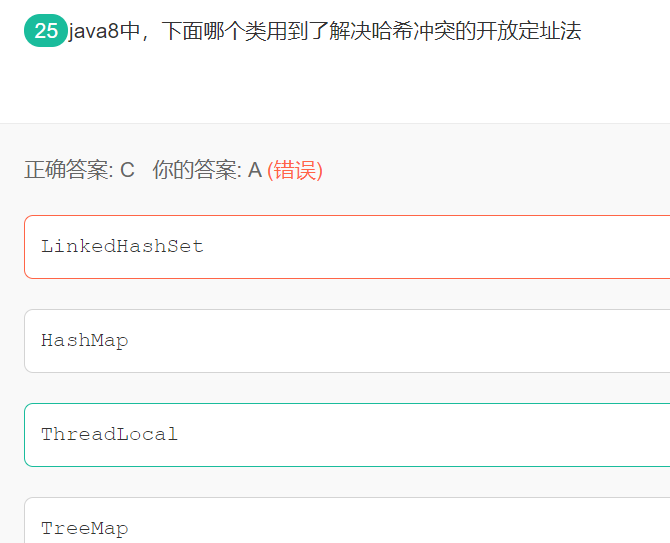 25 java8中，下面哪个类用到了解决哈希冲突的开放定址法
正确答案: C 你的答案: A (错误)
LinkedHashSet
HashMap
ThreadLocal
TreeMap